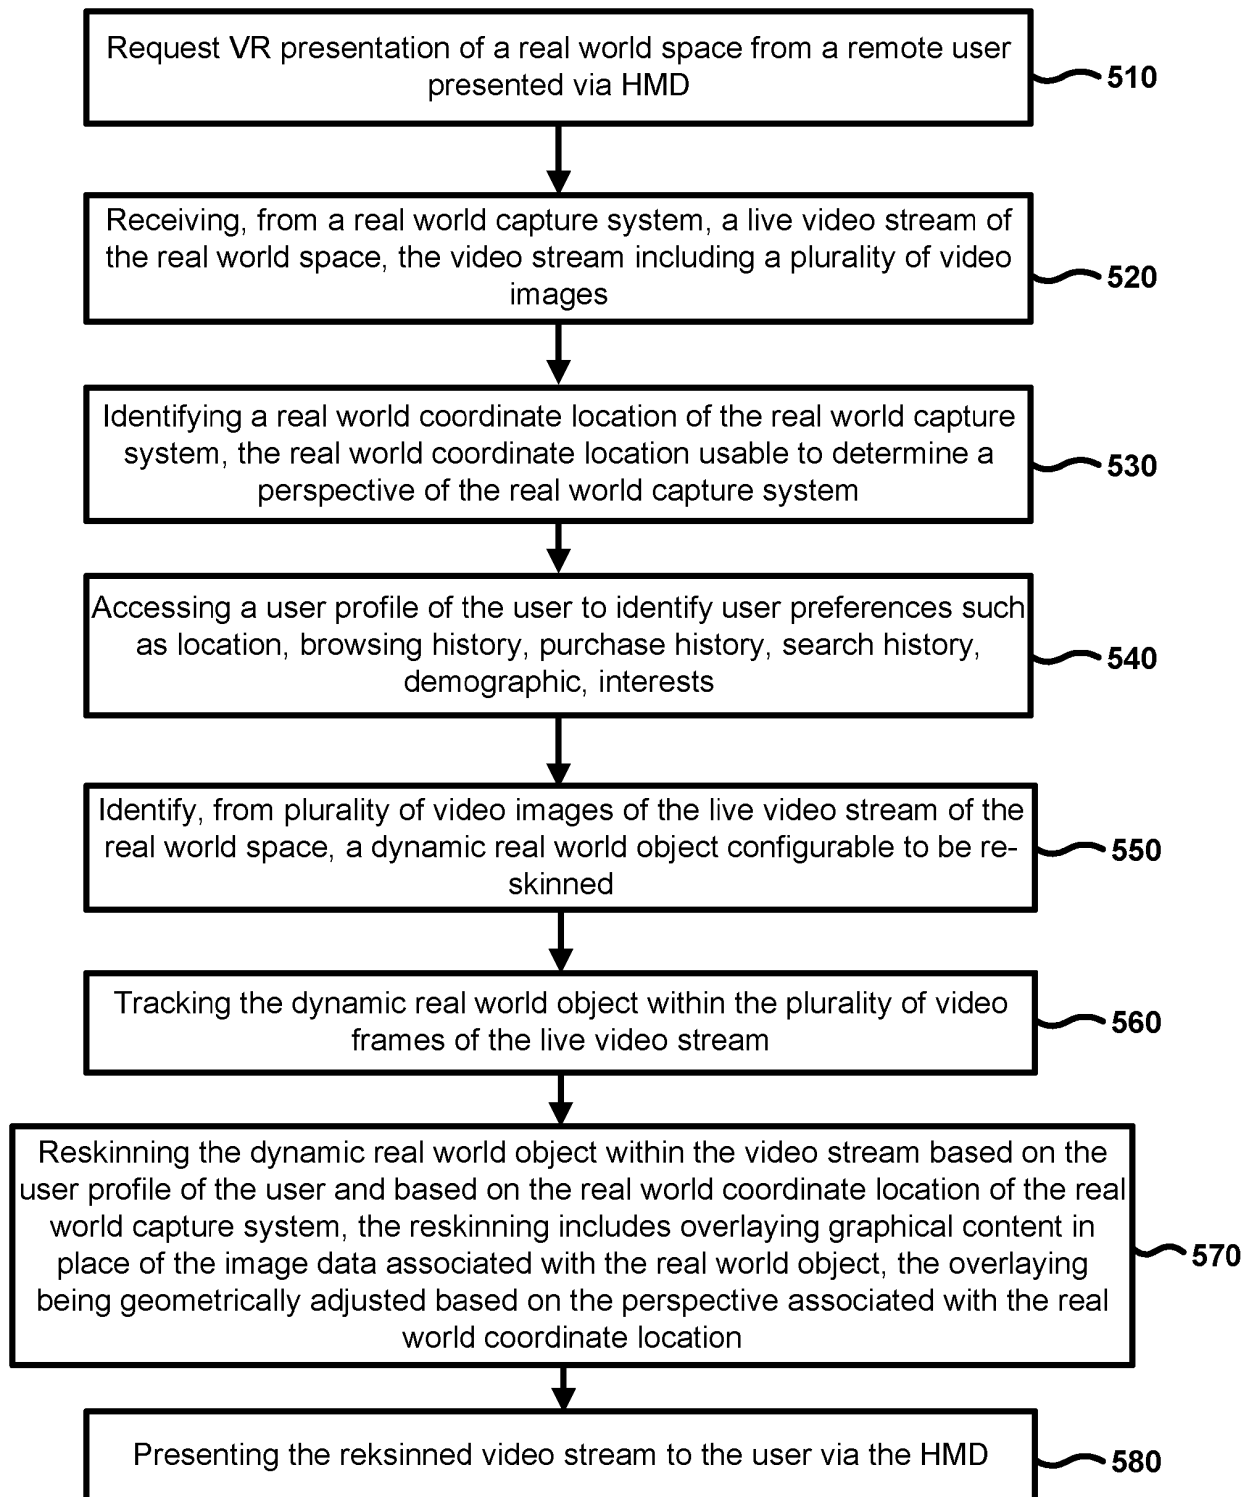 Request VR presentation of a real world space from a remote user
presented via HMD
510
Receiving, from a real world capture system, a live video stream of
the real world space, the video stream including a plurality of video
images
520
Identifying a real world coordinate location of the real world capture
system, the real world coordinate location usable to determine a
perspective of the real world capture system
530
Accessing a user profile of the user to identify user preferences such
as location, browsing history, purchase history, search history,
demographic, interests
540
Identify, from plurality of video images of the live video stream of the
real world space, a dynamic real world object configurable to be re-
skinned
550
Tracking the dynamic real world object within the plurality of video
frames of the live video stream
560
Reskinning the dynamic real world object within the video stream based on the
user profile of the user and based on the real world coordinate location of the real
world capture system, the reskinning includes overlaying graphical content in
place of the image data associated with the real world object, the overlaying
being geometrically adjusted based on the perspective associated with the real
world coordinate location
570
Presenting the reksinned video stream to the user via the HMD
580